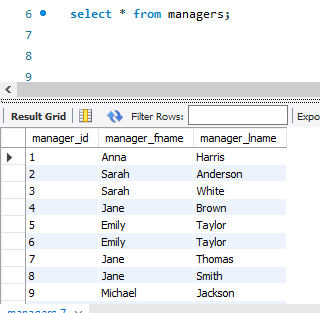 6 select * from managers;
7
8
9
Result Grid Filter Rows: Expo
manager_id manager_fname manager_lname
1 Anna Harris
2 Sarah Anderson
3 Sarah White
4 Jane Brown
5 Emily Taylor
6 Emily Taylor
7 Jane Thomas
8 Jane Smith
9 Michael Jackson
managers 7